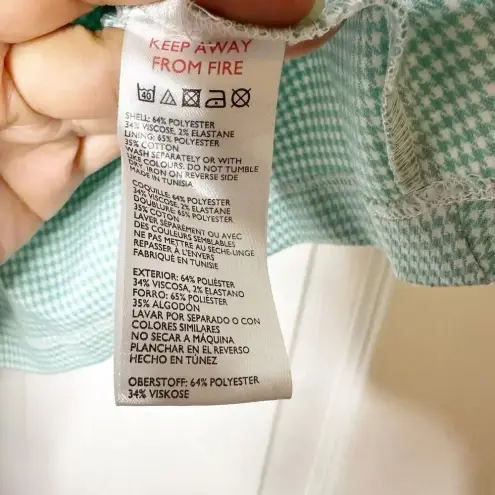 KEEP AWAY
FROM FIRE
40
SHELL: 64% POLYESTER
34% VISCOSE, 2% ELASTANE
LINING: 65% POLYESTER
35% COTTON
WASH SEPARATELY OR WITH
LIKE COLOURS. DO NOT TUMBLE
DRY. IRON ON REVERSE SIDE
MADE IN TUNISIA
COQUILLE: 64% POLYESTER
34% VISCOSE, 2% ELASTANE
DOUBLURE: 65% POLYESTER
35% COTON
LAVER SÉPARÉMENT OU AVEC
DES COULEURS SEMBLABLES
NE PAS METTRE AU SÈCHE-LINGE
REPASSER À L'ENVERS
FABRIQUÉ EN TUNISIE
EXTERIOR: 64% POLIÉSTER
34% VISCOSA, 2% ELASTANO
FORRO: 65% POLIÉSTER
35% ALGODÓN
LAVAR POR SEPARADO O CON
COLORES SIMILARES
NO SECAR A MÁQUINA
PLANCHAR EN EL REVERSO
HECHO EN TÚNEZ
OBERSTOFF: 64% POLYESTER
34% VISKOSE